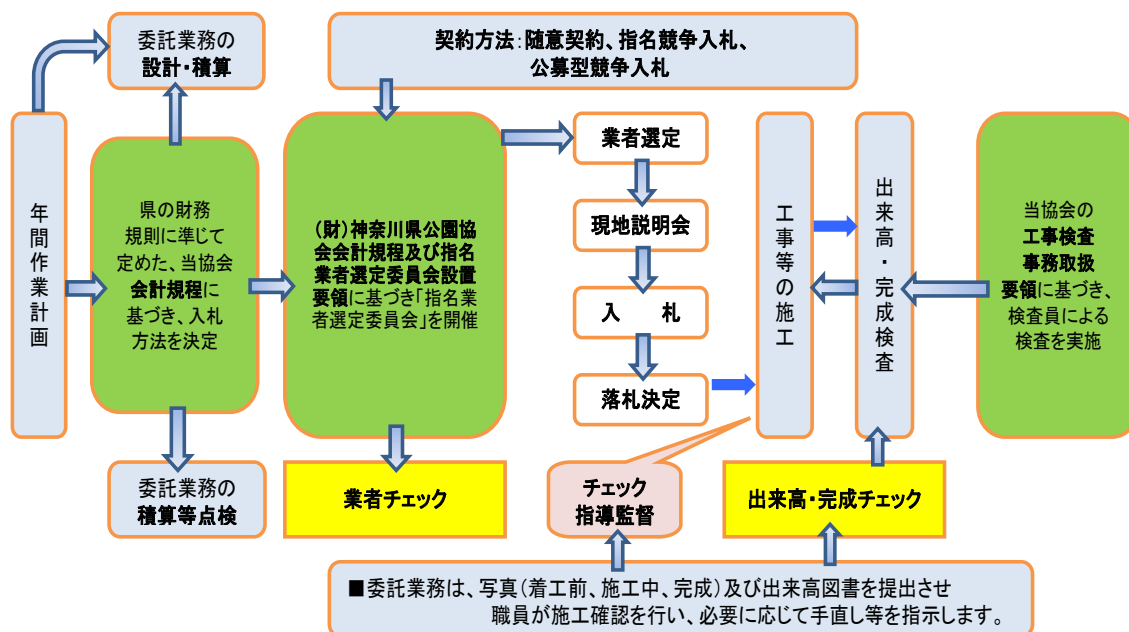 委託業務の
設計・積算
契約方法:随意契約、指名競争入札、
公募型競争入札
年間作業計画
県の財務
規則に準じて
定めた、当協会
会計規程に
基づき、入札
方法を決定
(財)神奈川県公園協
会会計規程及び指名
業者選定委員会設置
要領に基づき「指名業
者選定委員会」を開催
業者選定
現地説明会
入 札
落札決定
工事等の施工
出来高・完成検査
当協会の
工事検査
事務取扱
要領に基づき、
検査員による
検査を実施
委託業務の
積算等点検
業者チェック
チェック
指導監督
出来高・完成チェック
■委託業務は、写真(着工前、施工中、完成)及び出来高図書を提出させ
職員が施工確認を行い、必要に応じて手直し等を指示します。